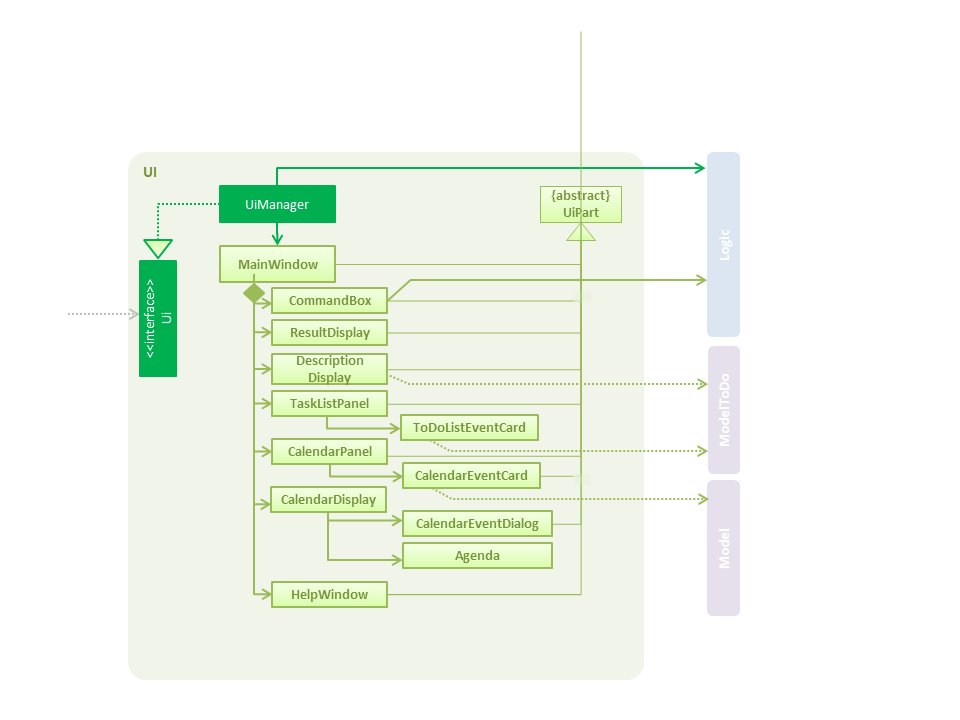 UI
UiManager
{abstract}
UiPart
MainWindow
<<interface>>
Ui
CommandBox
ResultDisplay
Description
Display
TaskListPanel
ToDoListEventCard
CalendarPanel
CalendarEventCard
CalendarDisplay
CalendarEventDialog
Agenda
HelpWindow
Logic
ModelToDo
Model